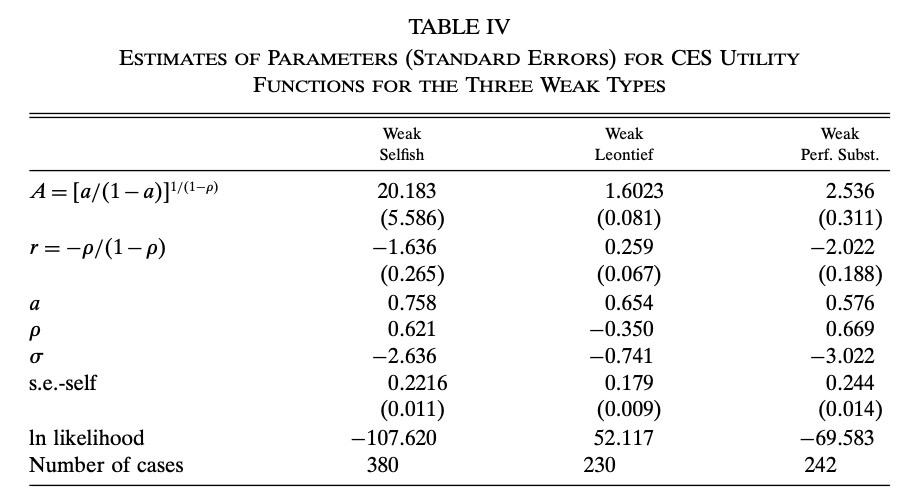 TABLE IV
ESTIMATES OF PARAMETERS (STANDARD ERRORS) FOR CES UTILITY
FUNCTIONS FOR THE THREE WEAK TYPES
Weak Selfish Weak Leontief Weak Perf. Subst.
A = [a/(1 − a)]^{1/(1−ρ)} 20.183 1.6023 2.536
(5.586) (0.081) (0.311)
r = −ρ/(1 − ρ) −1.636 0.259 −2.022
(0.265) (0.067) (0.188)
a 0.758 0.654 0.576
ρ 0.621 −0.350 0.669
σ −2.636 −0.741 −3.022
s.e.-self 0.2216 0.179 0.244
(0.011) (0.009) (0.014)
ln likelihood −107.620 52.117 −69.583
Number of cases 380 230 242